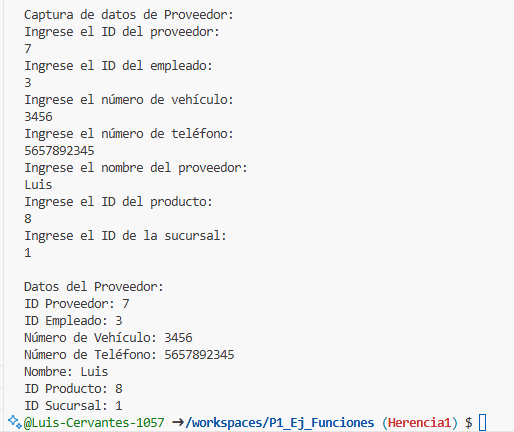 Captura de datos de Proveedor:
Ingrese el ID del proveedor:
7
Ingrese el ID del empleado:
3
Ingrese el número de vehículo:
3456
Ingrese el número de teléfono:
5657892345
Ingrese el nombre del proveedor:
Luis
Ingrese el ID del producto:
8
Ingrese el ID de la sucursal:
1

Datos del Proveedor:
ID Proveedor: 7
ID Empleado: 3
Número de Vehículo: 3456
Número de Teléfono: 5657892345
Nombre: Luis
ID Producto: 8
ID Sucursal: 1
@Luis-Cervantes-1057 ➜/workspaces/P1_Ej_Funciones (Herencia1) $